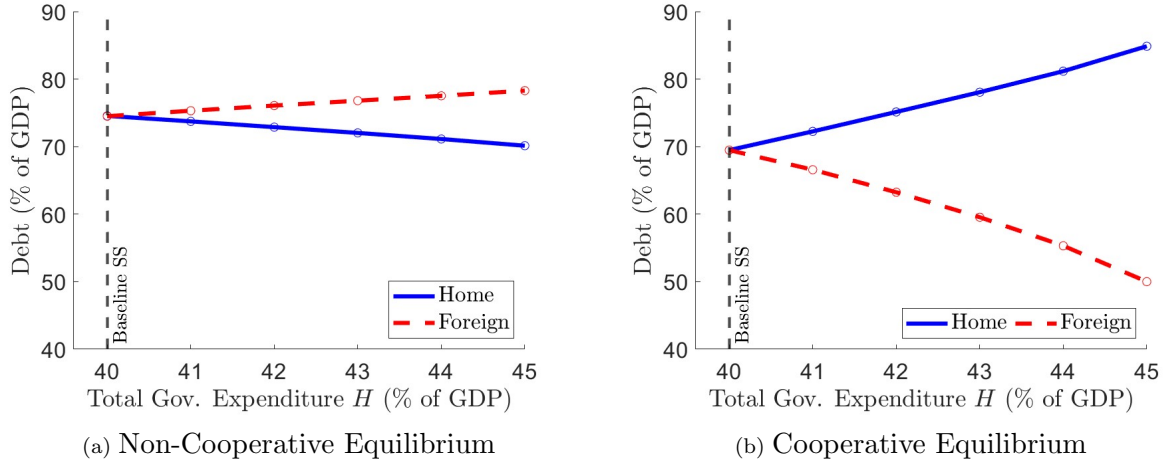 90
80
70
60
50
40
Debt (% of GDP)
Baseline SS
Home
Foreign
40 41 42 43 44 45
Total Gov. Expenditure H (% of GDP)
(a) Non-Cooperative Equilibrium
90
80
70
60
50
40
Debt (% of GDP)
Baseline SS
Home Foreign
40 41 42 43 44 45
Total Gov. Expenditure H (% of GDP)
(b) Cooperative Equilibrium